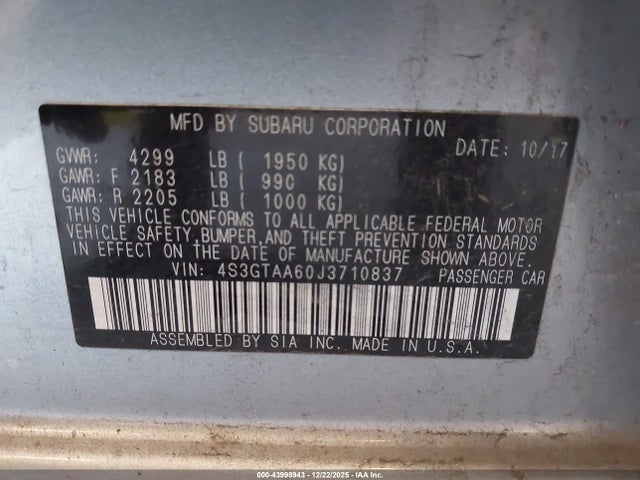 MFD BY SUBARU CORPORATION
DATE: 10/17
GVWR: 4299 LB ( 1950 KG)
GAWR: F 2183 LB ( 990 KG)
GAWR: R 2205 LB ( 1000 KG)
THIS VEHICLE CONFORMS TO ALL APPLICABLE FEDERAL MOTOR
VEHICLE SAFETY, BUMPER, AND THEFT PREVENTION STANDARDS
IN EFFECT ON THE DATE OF MANUFACTURE SHOWN ABOVE.
VIN: 4S3GTAA60J3710837 PASSENGER CAR
ASSEMBLED BY SIA INC. MADE IN U.S.A.
000-43998943 • 12/22/2025 • IAA Inc.